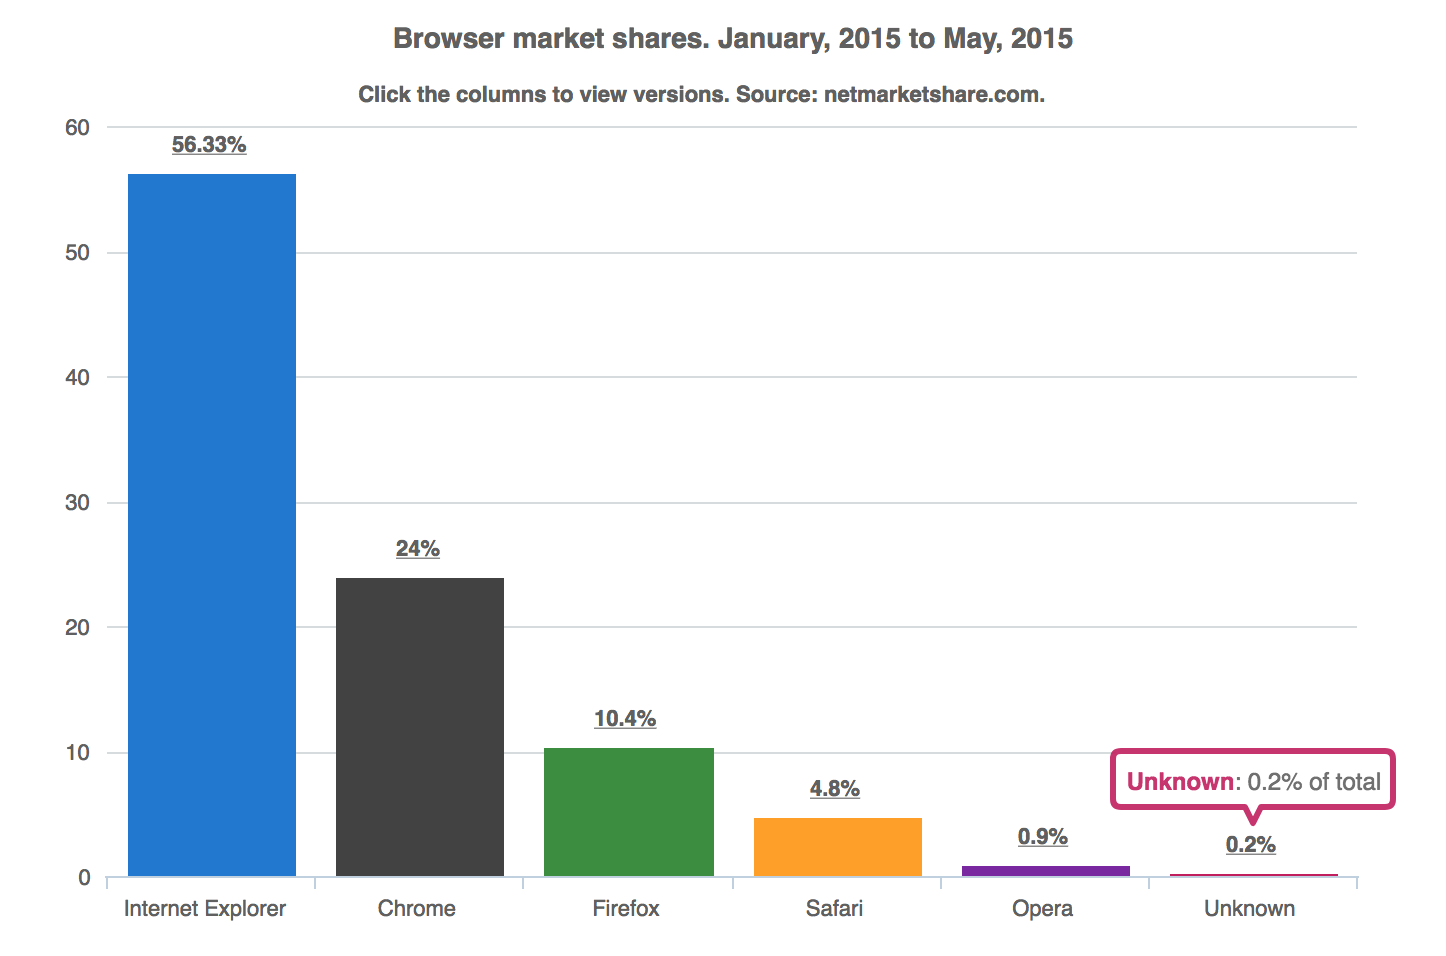 Browser market shares. January, 2015 to May, 2015
Click the columns to view versions. Source: netmarketshare.com.
60
56.33%
50
40
30
24%
20
10.4%
10
Unknown: 0.2% of total
4.8%
0.9%
0.2%
0
Internet Explorer
Chrome
Firefox
Safari
Opera
Unknown